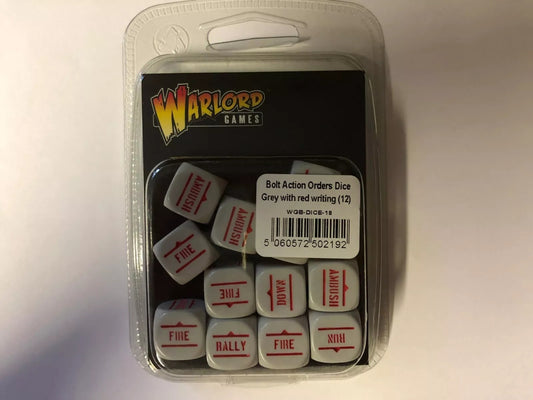 WARLORD
GAMES
Bolt Action Orders Dice
Grey with red writing (12)
WGB-DICE-18
5 060572 502192
AMBUSH
AMBUSH
FIRE
FIRE
DOWN
AMBUSH
FIRE
RALLY
FIRE
RUN